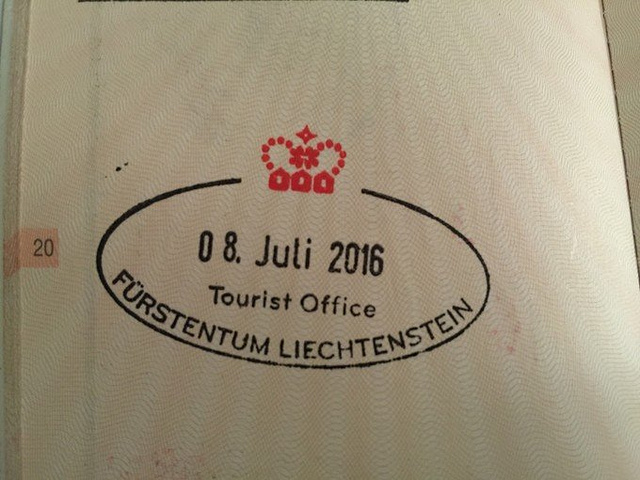 08. Juli 2016
Tourist Office
FÜRSTENTUM LIECHTENSTEIN
20